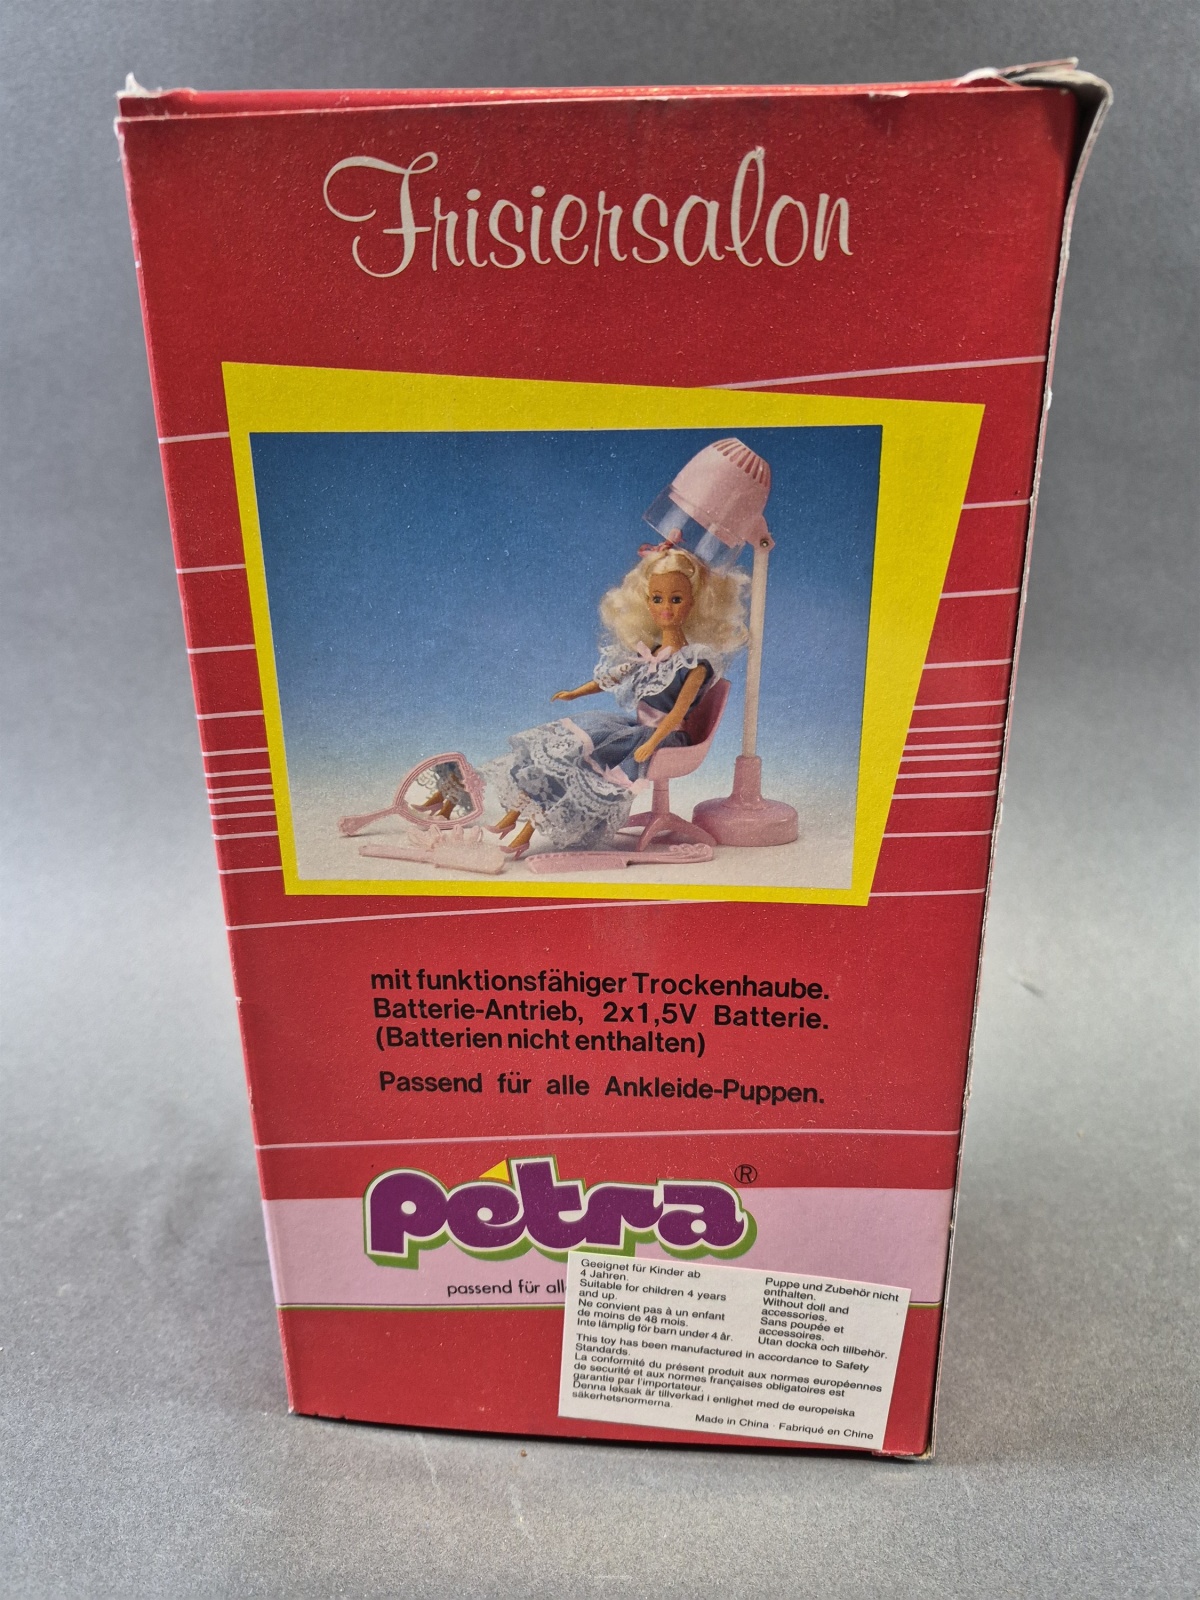 Frisiersalon
mit funktionsfähiger Trockenhaube.
Batterie-Antrieb, 2x1,5V Batterie.
(Batterien nicht enthalten)
Passend für alle Ankleide-Puppen.
pétra ®
passend für all
Geeignet für Kinder ab
4 Jahren.
Suitable for children 4 years
and up.
Ne convient pas à un enfant
de moins de 48 mois.
Inte lämplig för barn under 4 år.
Puppe und Zubehör nicht
enthalten.
Without doll and
accessories.
Sans poupée et
accessoires.
Utan docka och tillbehör.
This toy has been manufactured in accordance to Safety
Standards.
La conformité du présent produit aux normes européennes
de securité et aux normes françaises obligatoires est
garantie par l'importateur.
Denna leksak är tillverkad i enlighet med de europeiska
säkerhetsnormerna.
Made in China · Fabriqué en Chine